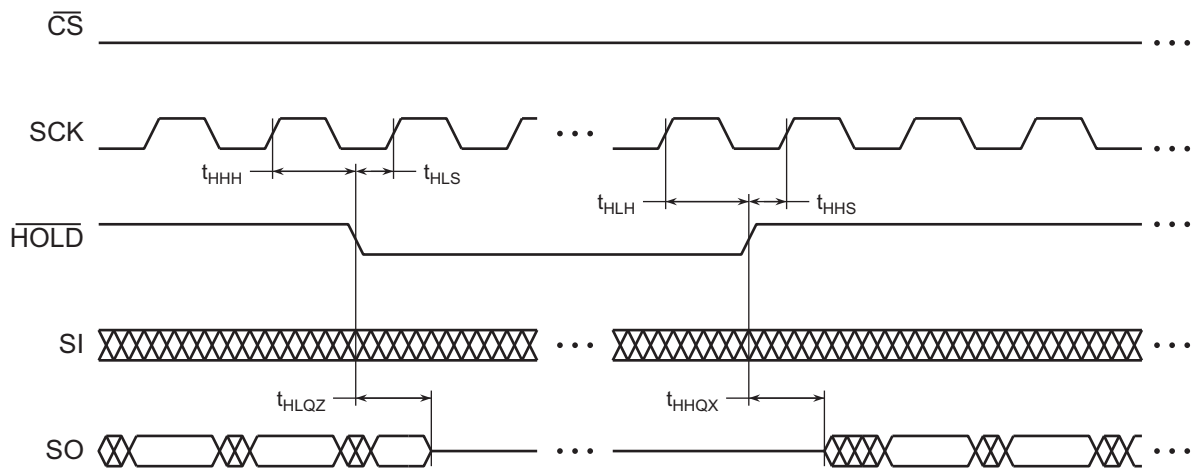 CS
SCK
tHHH
tHLS
tHLH
tHHS
HOLD
SI
tHLQZ
tHHQX
SO